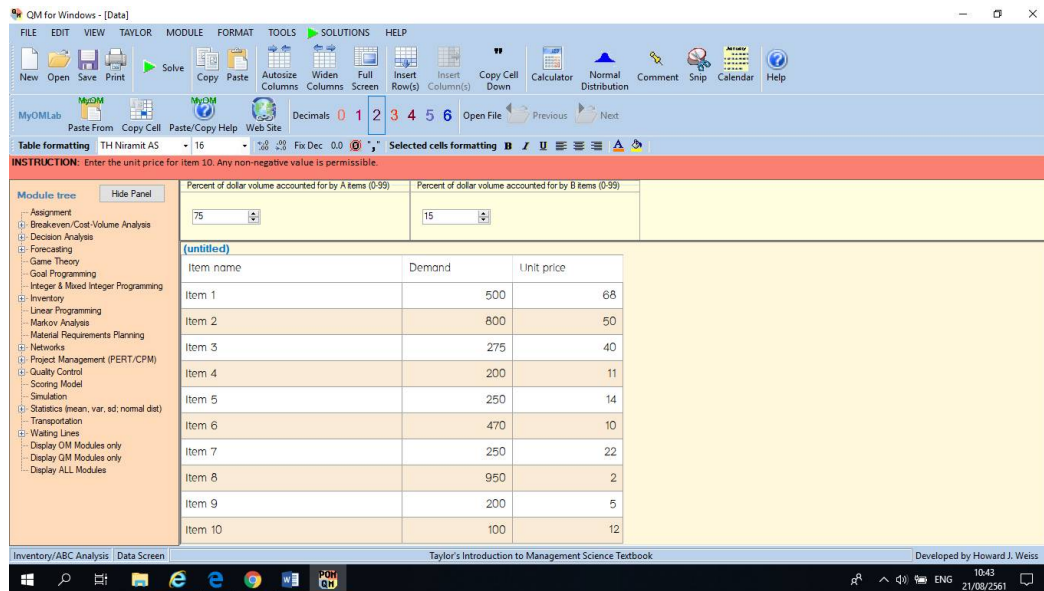 QM for Windows - [Data]
FILE EDIT VIEW TAYLOR MODULE FORMAT TOOLS SOLUTIONS HELP
New Open Save Print Solve Copy Paste Autosize Columns Widen Columns Full Screen Insert Row(s) Insert Column(s) Copy Cell Down Calculator Normal Distribution Comment Snip Calendar Help
MyOMLab MyOM Paste From Copy Cell MyOM Paste/Copy Help Web Site Decimals 0 1 2 3 4 5 6 Open File Previous Next
Table formatting TH Niramit AS 16 Fix Dec 0.0 0 "," Selected cells formatting B I U A
INSTRUCTION: Enter the unit price for item 10. Any non-negative value is permissible.
Module tree Hide Panel
Assignment
Breakeven/Cost-Volume Analysis
Decision Analysis
Forecasting
Game Theory
Goal Programming
Integer & Mixed Integer Programming
Inventory
Linear Programming
Markov Analysis
Material Requirements Planning
Networks
Project Management (PERT/CPM)
Quality Control
Scoring Model
Simulation
Statistics (mean, var, sd; normal dist)
Transportation
Waiting Lines
Display OM Modules only
Display QM Modules only
Display ALL Modules
Percent of dollar volume accounted for by A items (0-99) Percent of dollar volume accounted for by B items (0-99)
75 15
(untitled)
Item name Demand Unit price
Item 1 500 68
Item 2 800 50
Item 3 275 40
Item 4 200 11
Item 5 250 14
Item 6 470 10
Item 7 250 22
Item 8 950 2
Item 9 200 5
Item 10 100 12
Inventory/ABC Analysis Data Screen Taylor's Introduction to Management Science Textbook Developed by Howard J. Weiss
POM QM ENG 10:43
21/08/2561